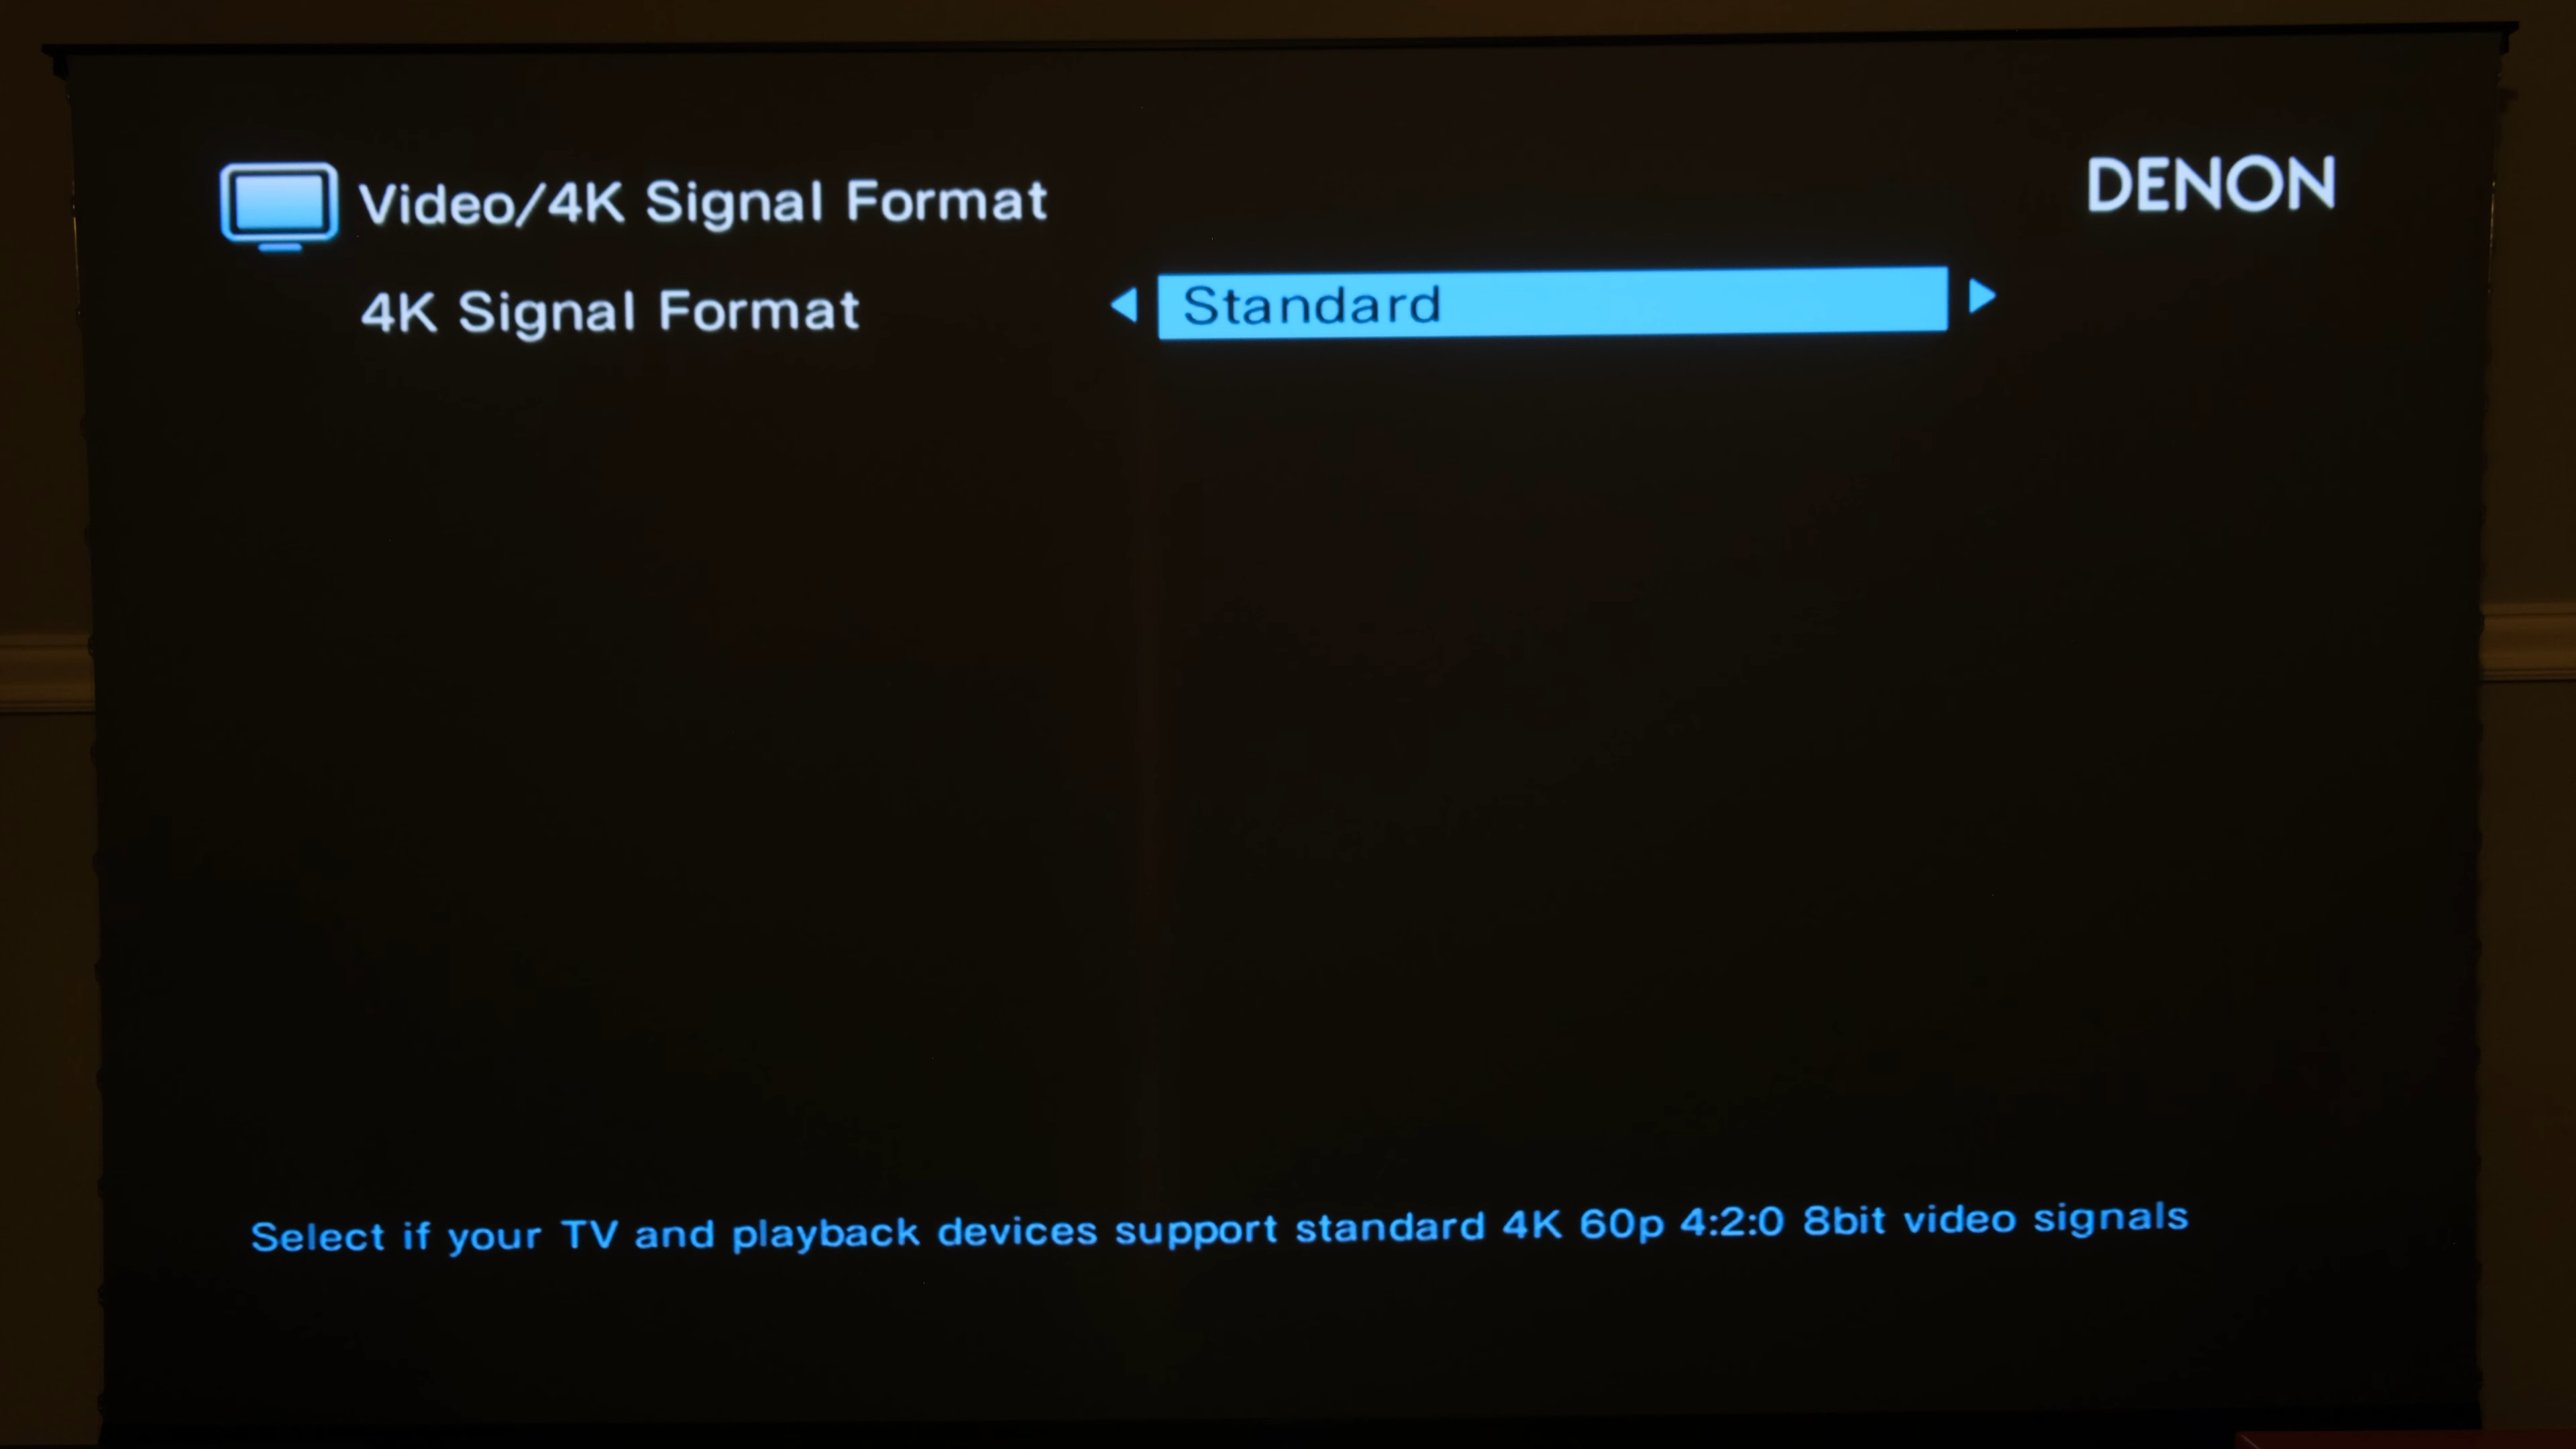 Video/4K Signal Format
DENON
4K Signal Format
Standard
Select if your TV and playback devices support standard 4K 60p 4:2:0 8bit video signals